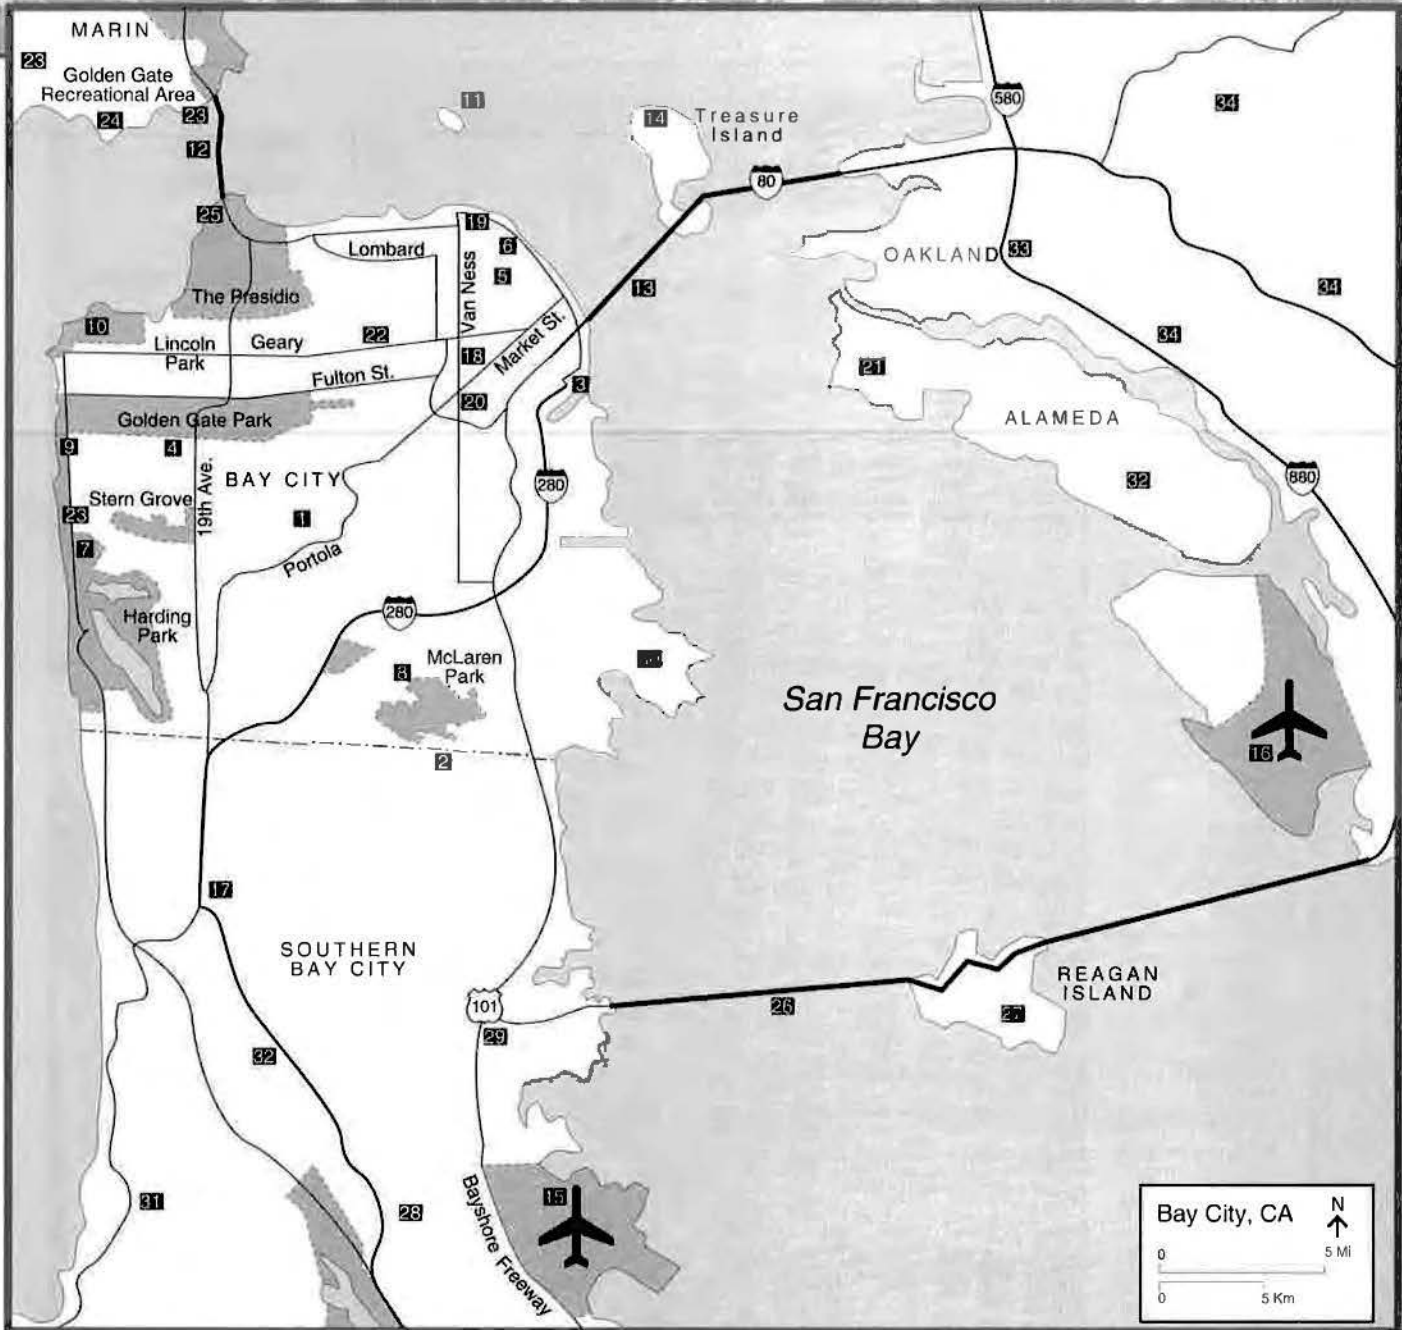 MARIN
23
Golden Gate
Recreational Area
24
23
12
11
14
Treasure
Island
580
34
80
25
19
6
Lombard
Van Ness
5
The Presidio
13
OAKLAND
33
34
10
Lincoln
Park
Geary
22
18
Market St.
34
Fulton St.
3
21
20
Golden Gate Park
ALAMEDA
9
4
19th Ave.
BAY CITY
280
32
880
Stern Grove
23
1
7
Portola
Harding
Park
280
McLaren
Park
8
San Francisco
Bay
16
2
17
SOUTHERN
BAY CITY
101
REAGAN
ISLAND
26
27
29
32
31
28
15
Bayshore Freeway
Bay City, CA
N
0
5 Mi
0
5 Km